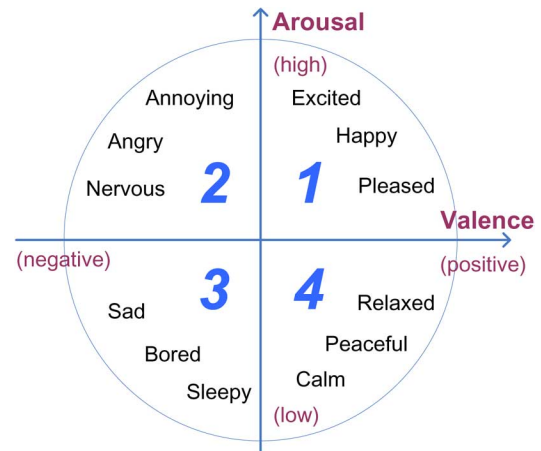 Arousal
(high)
Annoying
Excited
Angry
Happy
Nervous
2
1
Pleased
Valence
(negative)
(positive)
3
4
Sad
Relaxed
Bored
Peaceful
Sleepy
Calm
(low)